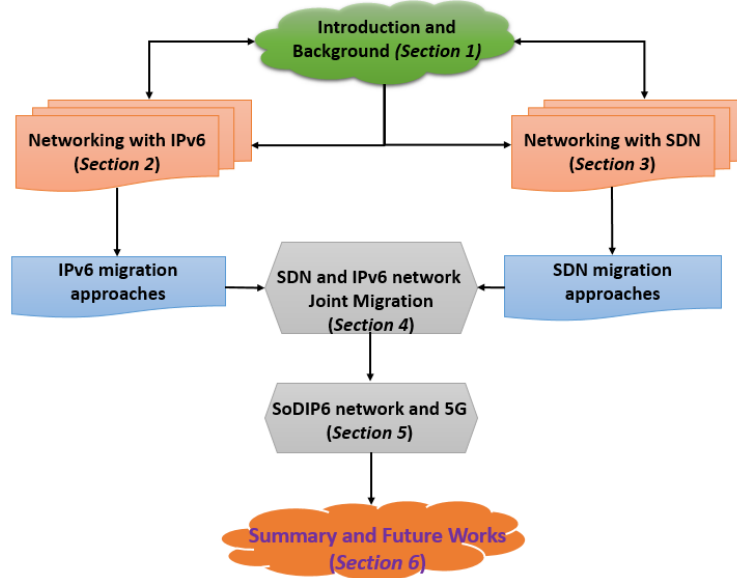 Introduction and
Background (Section 1)
Networking with IPv6
(Section 2)
Networking with SDN
(Section 3)
IPv6 migration
approaches
SDN and IPv6 network
Joint Migration
(Section 4)
SDN migration
approaches
SoDIP6 network and 5G
(Section 5)
Summary and Future Works
(Section 6)